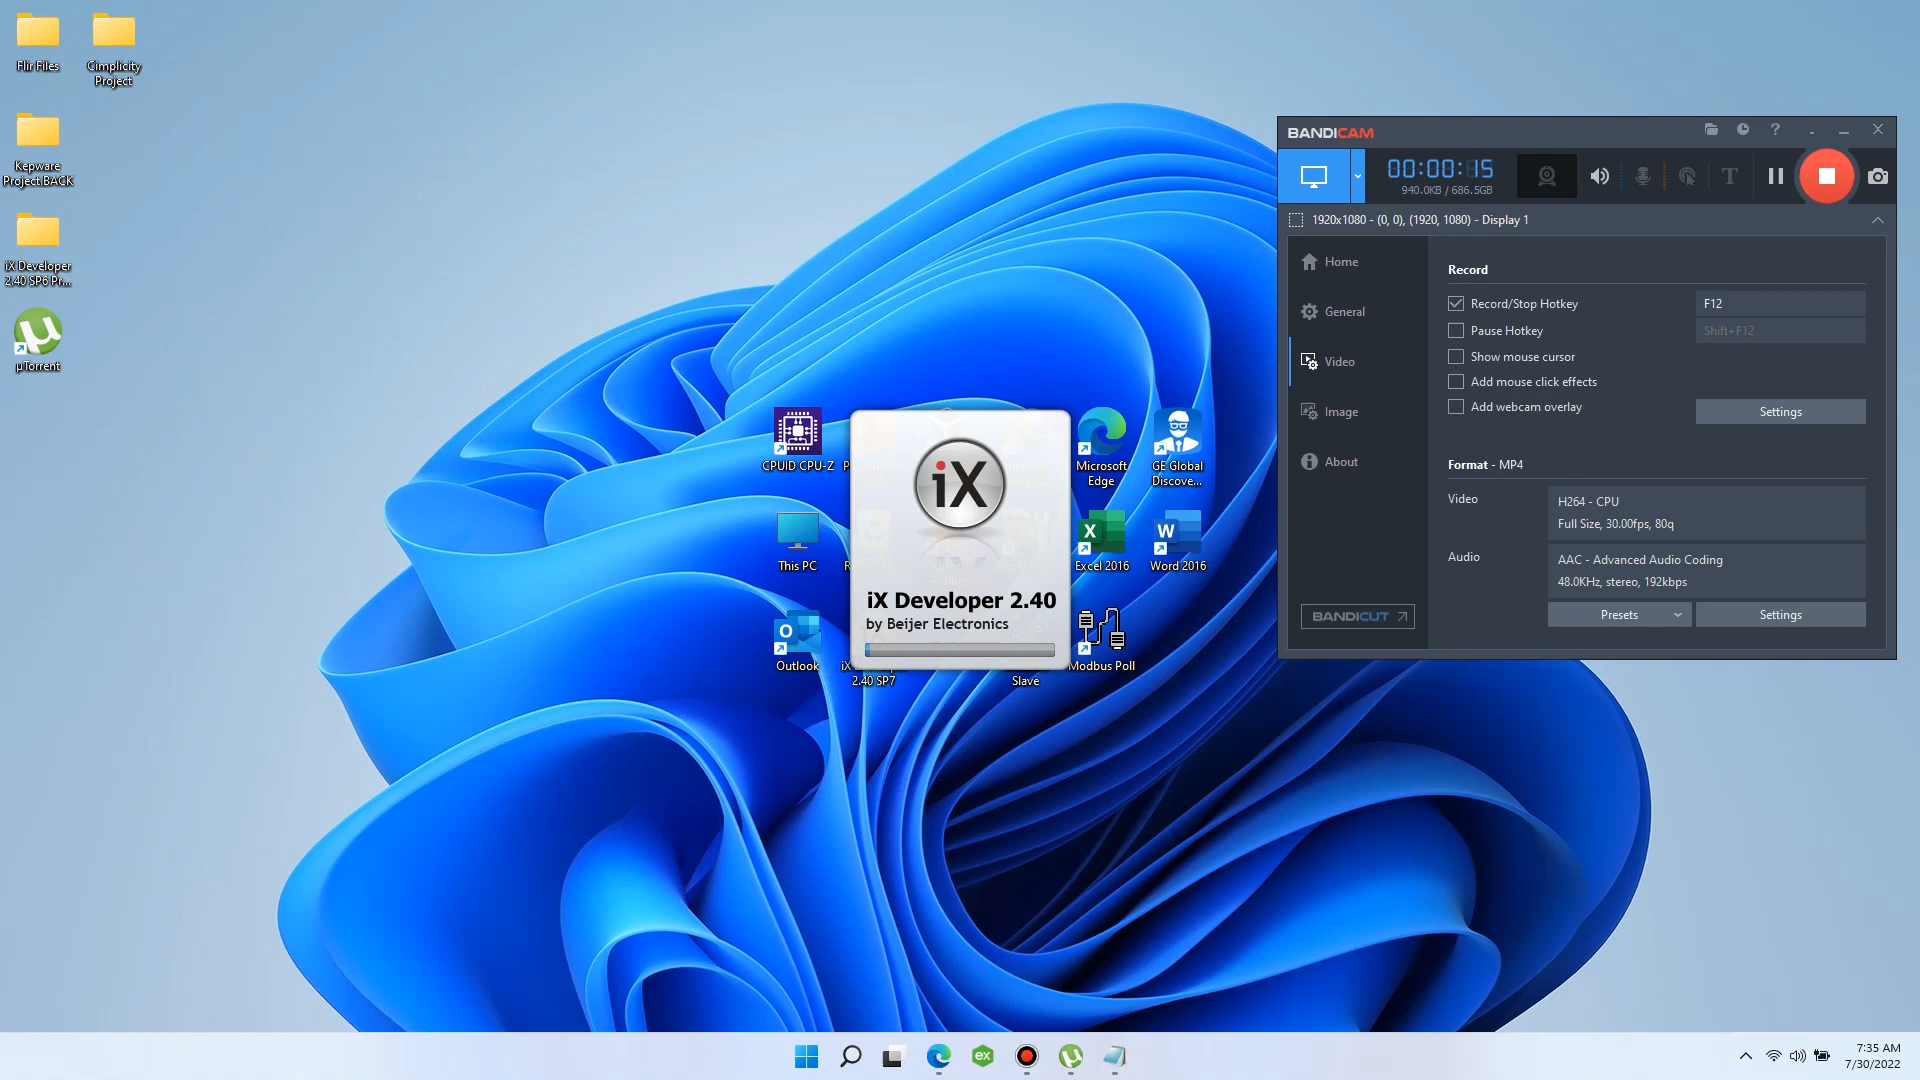 Flir Files
Cimplicity
Project
Kepware
Project BACK
iX Developer
2.40 SP6 Pr...
µTorrent
CPUID CPU-Z
Microsoft
Edge
GE Global
Discove...
This PC
Excel 2016
Word 2016
Outlook
2.40 SP7
Slave
Modbus Poll
iX
iX Developer 2.40
by Beijer Electronics
BANDICAM
00:00:15
940.0KB / 686.5GB
1920x1080 - (0, 0), (1920, 1080) - Display 1
Home
General
Video
Image
About
BANDICUT
Record
Record/Stop Hotkey
F12
Pause Hotkey
Shift+F12
Show mouse cursor
Add mouse click effects
Add webcam overlay
Settings
Format - MP4
Video
H264 - CPU
Full Size, 30.00fps, 80q
Audio
AAC - Advanced Audio Coding
48.0KHz, stereo, 192kbps
Presets
Settings
7:35 AM
7/30/2022